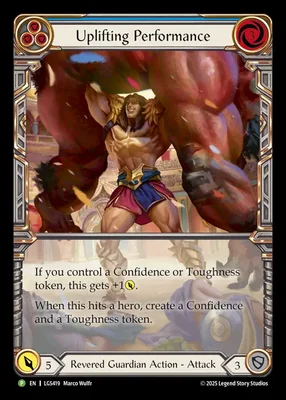 3
Uplifting Performance
If you control a Confidence or Toughness
token, this gets +1
When this hits a hero, create a Confidence
and a Toughness token.
5
Revered Guardian Action - Attack
3
P EN | LGS419 Marco Wulfr
© 2025 Legend Story Studios